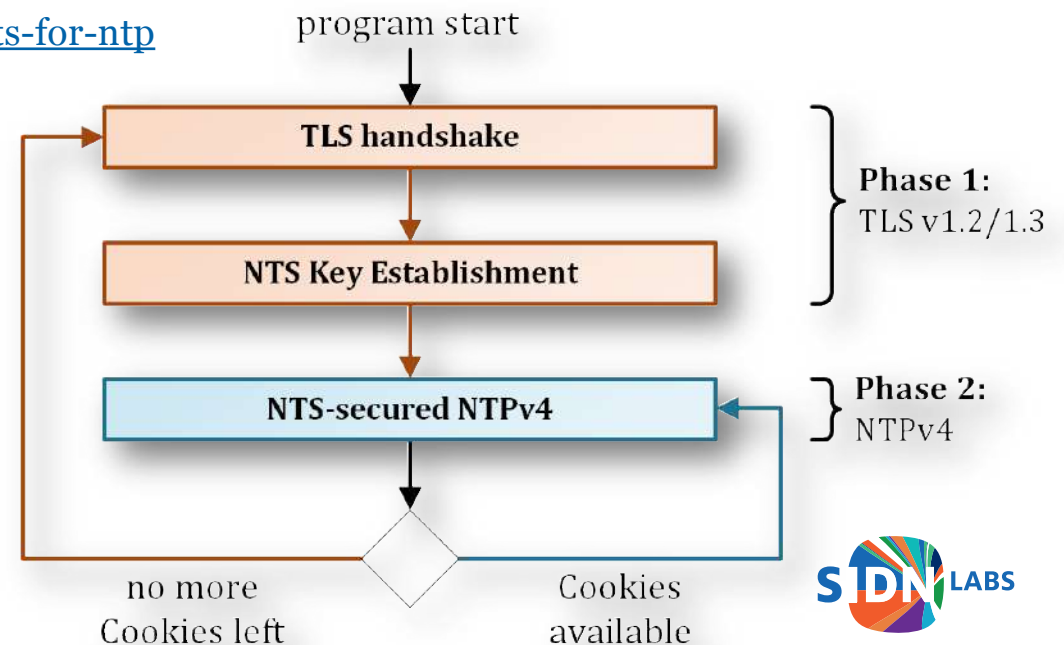 ts-for-ntp
program start
TLS handshake
Phase 1:
TLS v1.2/1.3
NTS Key Establishment
NTS-secured NTPv4
Phase 2:
NTPv4
no more
Cookies left
Cookies
available
SIDN LABS